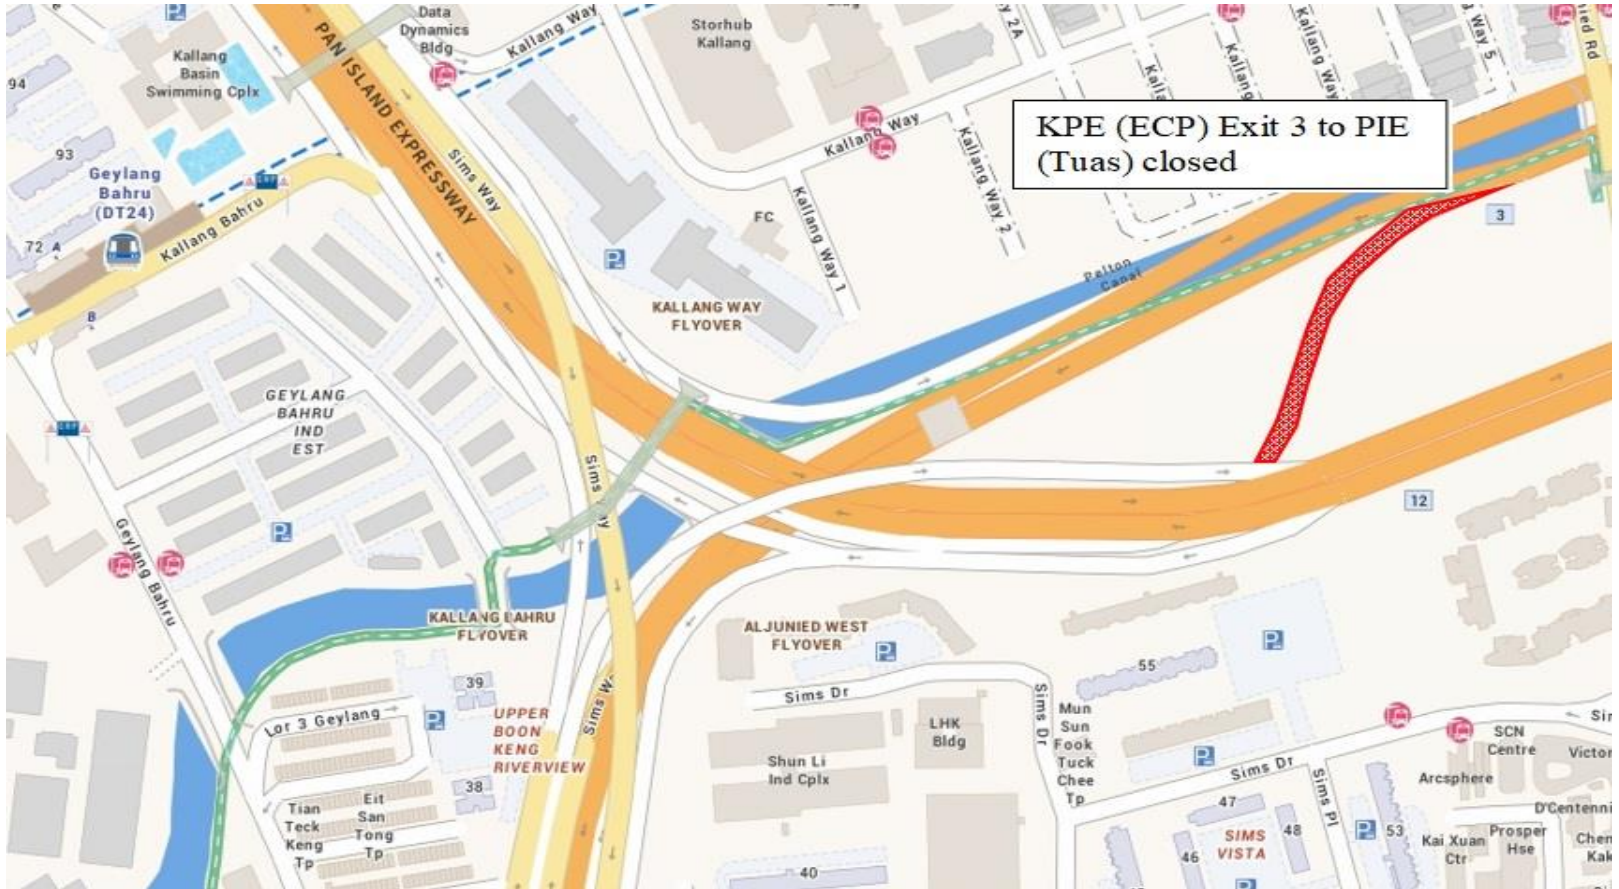 Data
Dynamics
Bldg
Kallang Way
Storhub
Kallang
Kallang
Basin
Swimming Cplx
94
93
PAN ISLAND EXPRESSWAY
Sims Way
Kallang Way
Kallang Way
Way 5
KPE (ECP) Exit 3 to PIE
(Tuas) closed
Geylang
Bahru
(DT24)
72
A
B
Kallang Bahru
Kallang Way 1
Kallang Way 2
FC
3
Pelton
Canal
KALLANG WAY
FLYOVER
GEYLANG
BAHRU
IND
EST
12
Geylang Bahru
KALLANG BAHRU
FLYOVER
ALJUNIED WEST
FLYOVER
39
38
Lor 3 Geylang
UPPER
BOON
KENG
RIVERVIEW
Sims Dr
Sims Dr
55
LHK
Bldg
Mun
Sun
Fook
Tuck
Chee
Tp
Shun Li
Ind Cplx
Tian
Teck
Keng
Tp
Eit
San
Tong
Tp
Sims Dr
Sims Pl
47
48
46
40
53
SIMS
VISTA
SCN
Centre
Arcsphere
Kai Xuan
Ctr
Prosper
Hse